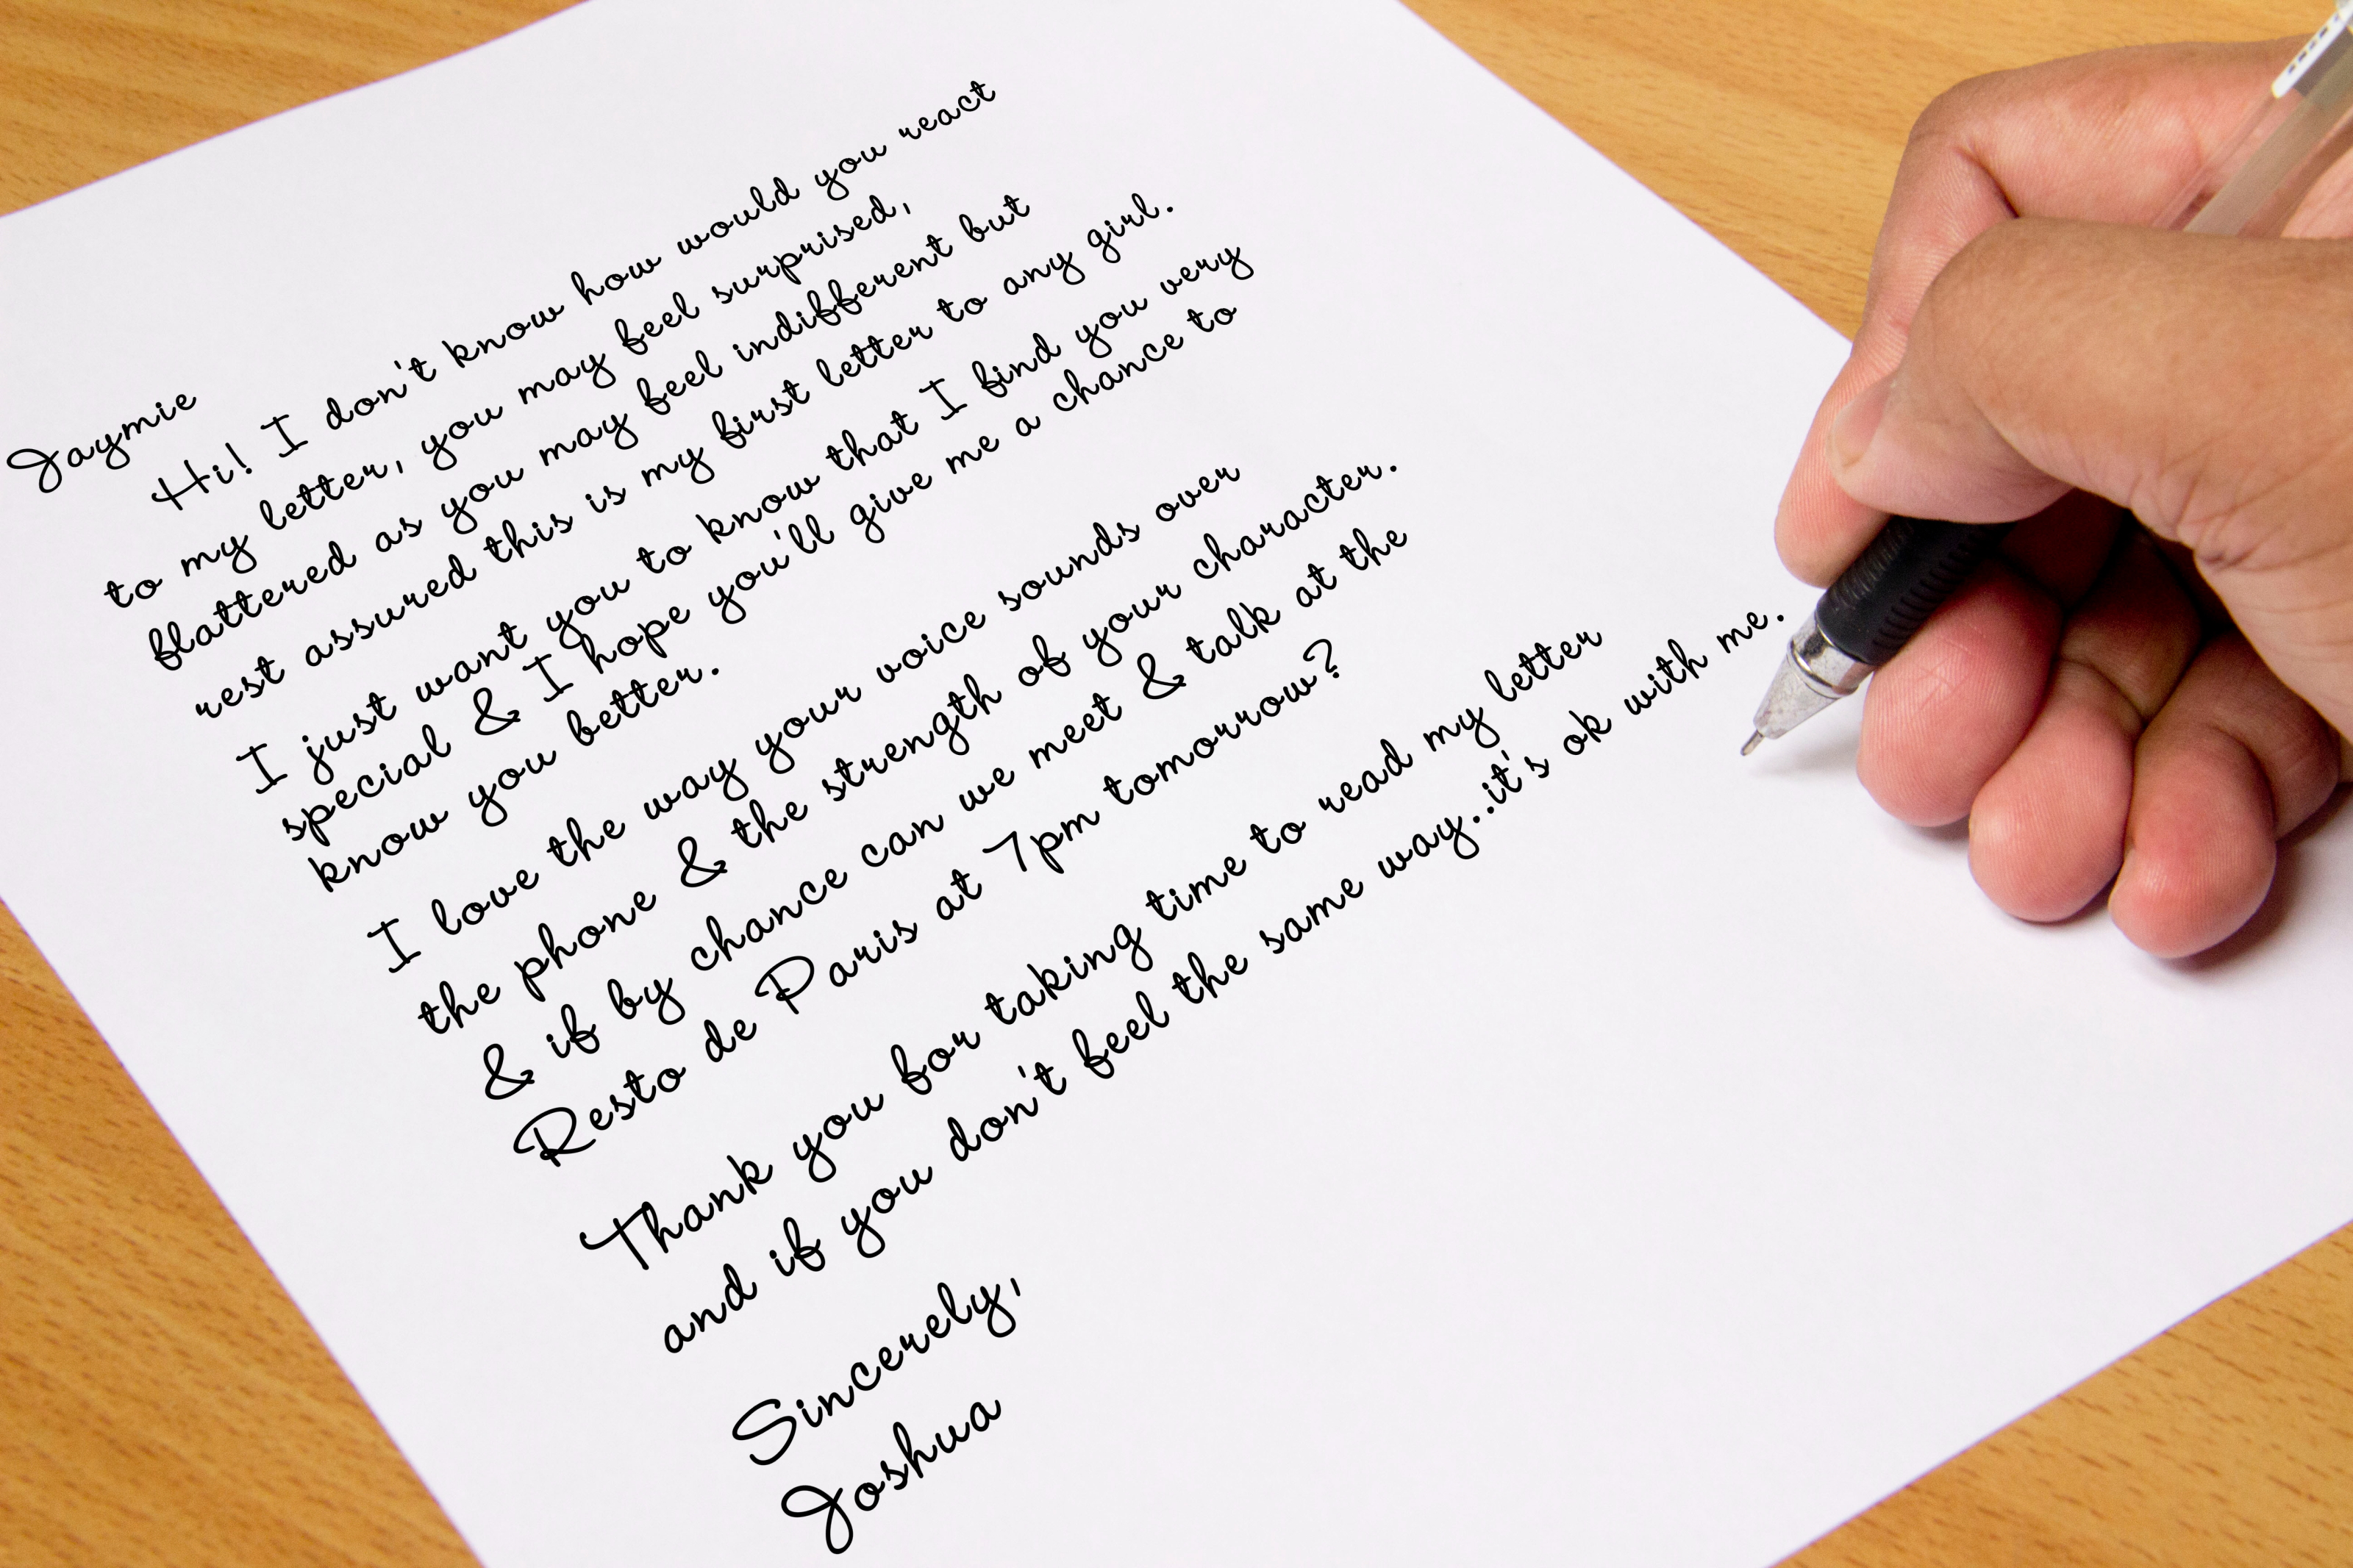 Jaymie
Hi! I don't know how would you react
to my letter, you may feel surprised,
flattered as you may feel indifferent but
rest assured this is my first letter to any girl.
I just want you to know that I find you very
special & I hope you'll give me a chance to
know you better.
I love the way your voice sounds over
the phone & the strength of your character.
& if by chance can we meet & talk at the
Resto de Paris at 7pm tomorrow?
Thank you for taking time to read my letter
and if you don't feel the same way..it's ok with me.
Sincerely,
Joshua